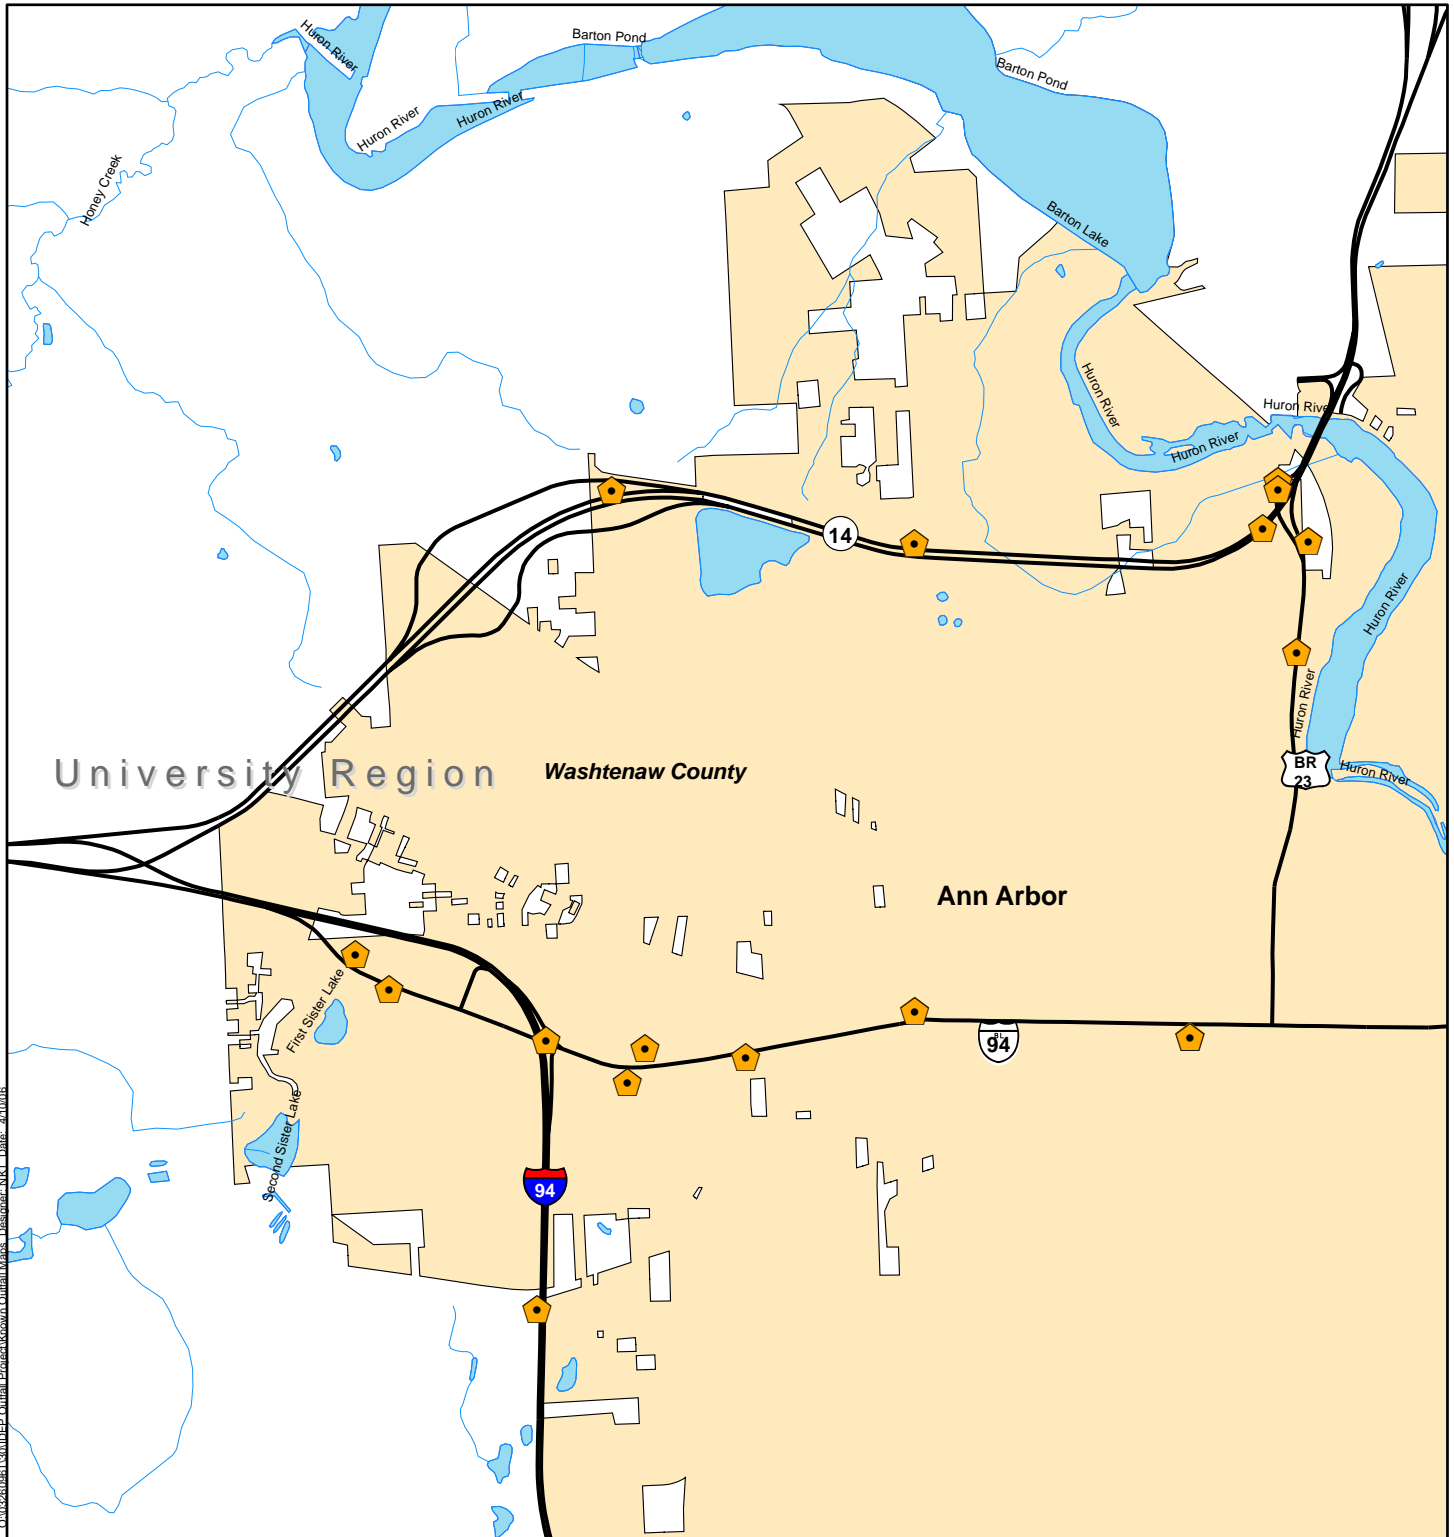 Huron River
Barton Pond
Barton Pond
Huron River
Huron River
Honey Creek
Barton Lake
Huron River
Huron River
Huron River
14
Huron River
Huron River
University Region
Washtenaw County
BR
23
Huron River
Ann Arbor
First Sister Lake
BL
94
Second Sister Lake
94